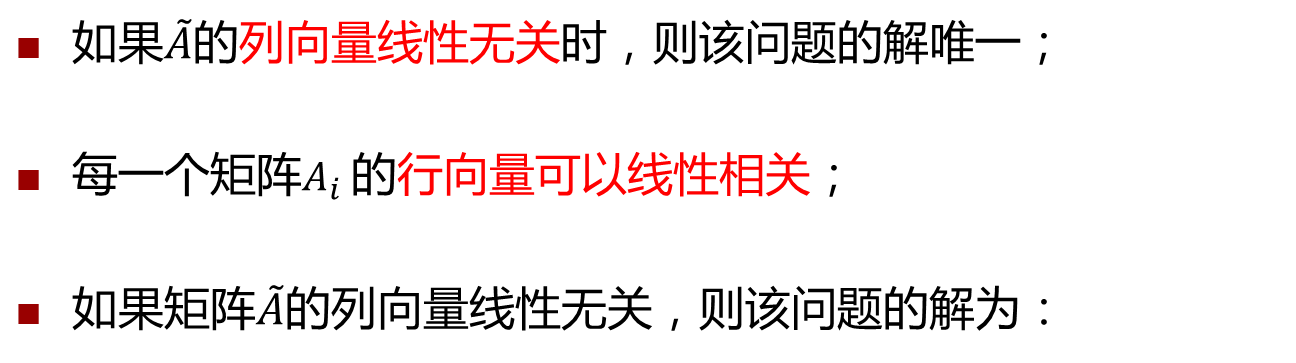 ■ 如果Ã的列向量线性无关时，则该问题的解唯一；
■ 每一个矩阵Aᵢ 的行向量可以线性相关；
■ 如果矩阵Ã的列向量线性无关，则该问题的解为：